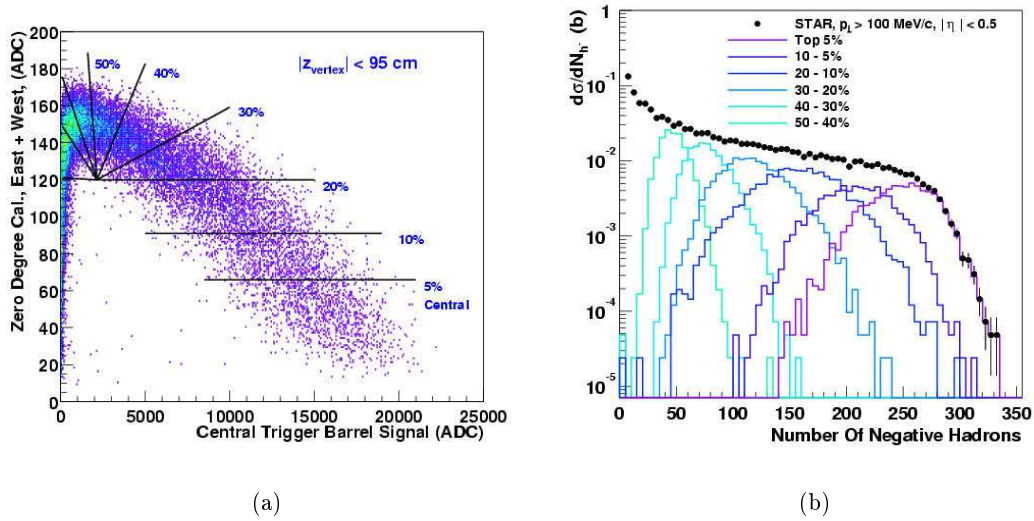 Zero Degree Cal., East + West, (ADC)
200
180
160
140
120
100
80
60
40
20
0
50%
40%
|z_vertex| < 95 cm
30%
20%
10%
5%
Central
0 5000 10000 15000 20000 25000
Central Trigger Barrel Signal (ADC)
(a)
dσ/dN_h- (b)
1
10^-1
10^-2
10^-3
10^-4
10^-5
STAR, p_⊥ > 100 MeV/c, |η| < 0.5
Top 5%
10 - 5%
20 - 10%
30 - 20%
40 - 30%
50 - 40%
0 50 100 150 200 250 300 350
Number Of Negative Hadrons
(b)